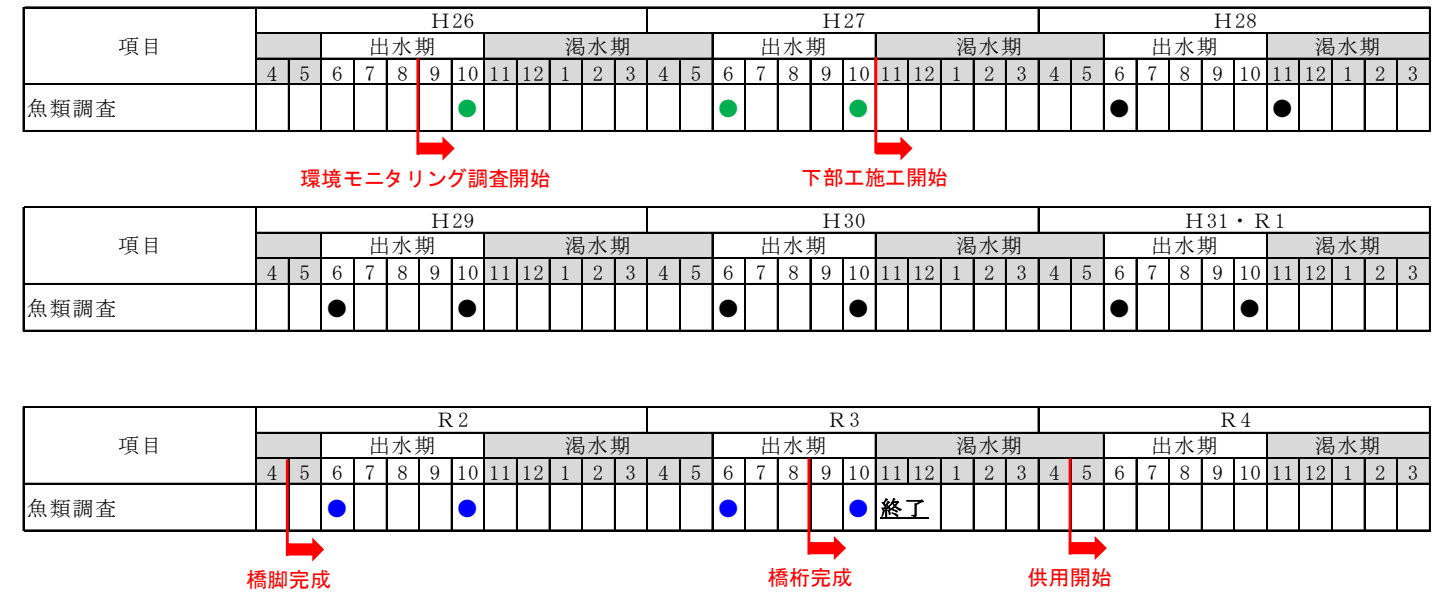 項目 H26 H27 H28
出水期 渇水期 出水期 渇水期 出水期 渇水期
4 5 6 7 8 9 10 11 12 1 2 3 4 5 6 7 8 9 10 11 12 1 2 3 4 5 6 7 8 9 10 11 12 1 2 3
魚類調査 ● ● ● ● ●
環境モニタリング調査開始 下部工施工開始
項目 H29 H30 H31・R1
出水期 渇水期 出水期 渇水期 出水期 渇水期
4 5 6 7 8 9 10 11 12 1 2 3 4 5 6 7 8 9 10 11 12 1 2 3 4 5 6 7 8 9 10 11 12 1 2 3
魚類調査 ● ● ● ● ● ●
項目 R2 R3 R4
出水期 渇水期 出水期 渇水期 出水期 渇水期
4 5 6 7 8 9 10 11 12 1 2 3 4 5 6 7 8 9 10 11 12 1 2 3 4 5 6 7 8 9 10 11 12 1 2 3
魚類調査 ● ● ● ● 終了
橋脚完成 橋桁完成 供用開始